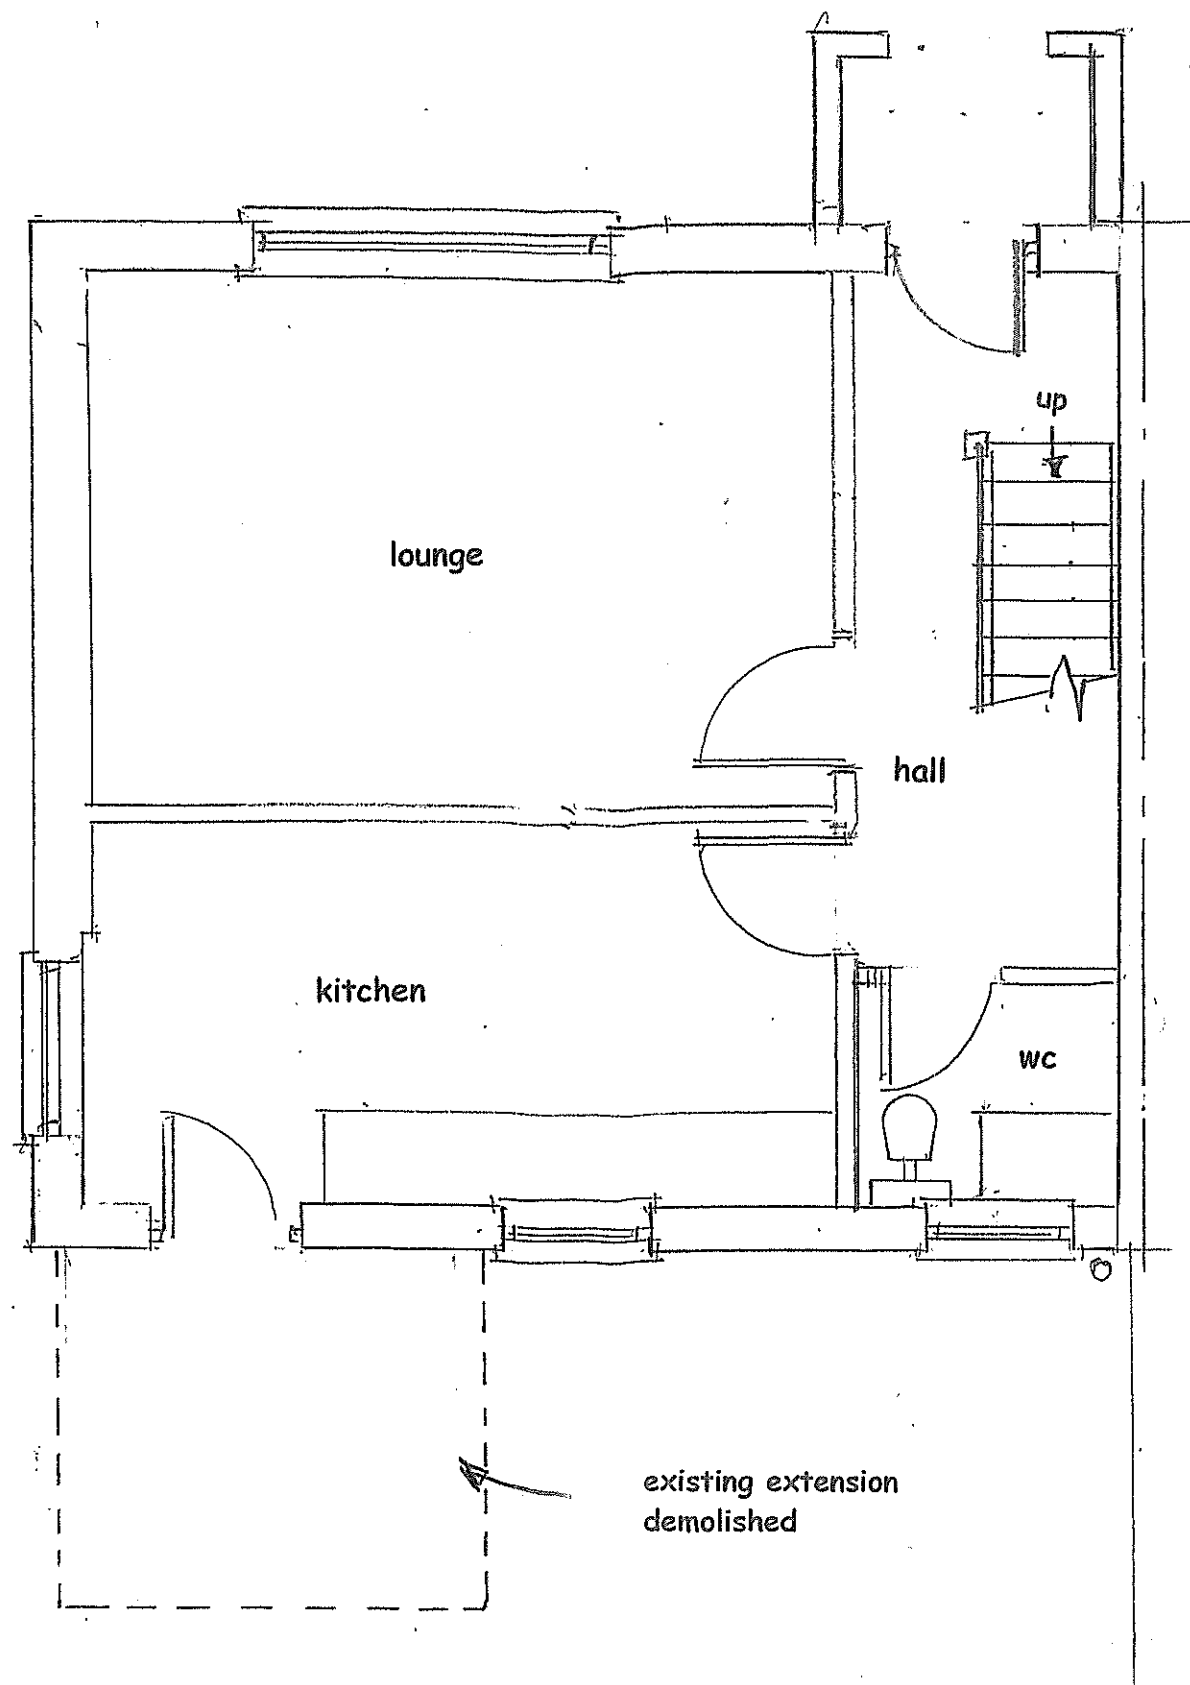 up
lounge
hall
kitchen
wc
existing extension
demolished